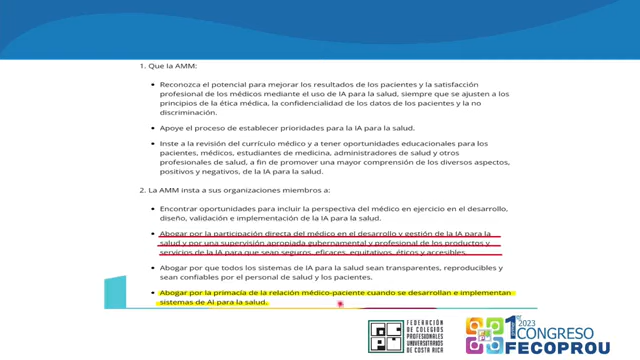 1. Que la AMM:
• Reconozca el potencial para mejorar los resultados de los pacientes y la satisfacción
profesional de los médicos mediante el uso de IA para la salud, siempre que se ajusten a los
principios de la ética médica, la confidencialidad de los datos de los pacientes y la no
discriminación.
• Apoye el proceso de establecer prioridades para la IA para la salud.
• Inste a la revisión del currículo médico y a tener oportunidades educacionales para los
pacientes, médicos, estudiantes de medicina, administradores de salud y otros
profesionales de salud, a fin de promover una mayor comprensión de los diversos aspectos,
positivos y negativos, de la IA para la salud.
2. La AMM insta a sus organizaciones miembros a:
• Encontrar oportunidades para incluir la perspectiva del médico en ejercicio en el desarrollo,
diseño, validación e implementación de la IA para la salud.
• Abogar por la participación directa del médico en el desarrollo y gestión de la IA para la
salud y por una supervisión apropiada gubernamental y profesional de los productos y
servicios de la IA para que sean seguros, eficaces, equitativos, éticos y accesibles.
• Abogar por que todos los sistemas de IA para la salud sean transparentes, reproducibles y
sean confiables por el personal de salud y los pacientes.
• Abogar por la primacía de la relación médico-paciente cuando se desarrollan e implementan
sistemas de AI para la salud.
FEDERACIÓN
DE COLEGIOS
PROFESIONALES
UNIVERSITARIOS
DE COSTA RICA
1 2023
CONGRESO
FECOPROU